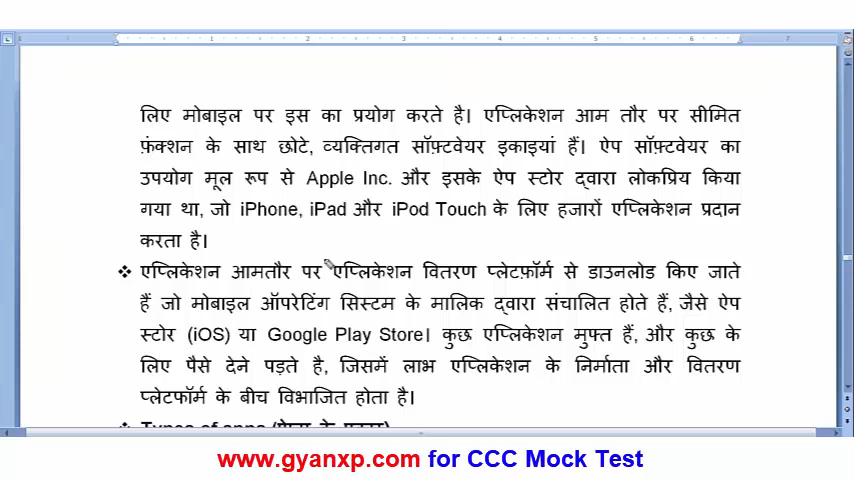 लिए मोबाइल पर इस का प्रयोग करते है। एप्लिकेशन आम तौर पर सीमित
फ़ंक्शन के साथ छोटे, व्यक्तिगत सॉफ़्टवेयर इकाइयां हैं। ऐप सॉफ़्टवेयर का
उपयोग मूल रूप से Apple Inc. और इसके ऐप स्टोर द्वारा लोकप्रिय किया
गया था, जो iPhone, iPad और iPod Touch के लिए हजारों एप्लिकेशन प्रदान
करता है।
❖ एप्लिकेशन आमतौर पर एप्लिकेशन वितरण प्लेटफ़ॉर्म से डाउनलोड किए जाते
हैं जो मोबाइल ऑपरेटिंग सिस्टम के मालिक द्वारा संचालित होते हैं, जैसे ऐप
स्टोर (iOS) या Google Play Store। कुछ एप्लिकेशन मुफ्त हैं, और कुछ के
लिए पैसे देने पड़ते है, जिसमें लाभ एप्लिकेशन के निर्माता और वितरण
प्लेटफॉर्म के बीच विभाजित होता है।
Types of apps
www.gyanxp.com for CCC Mock Test